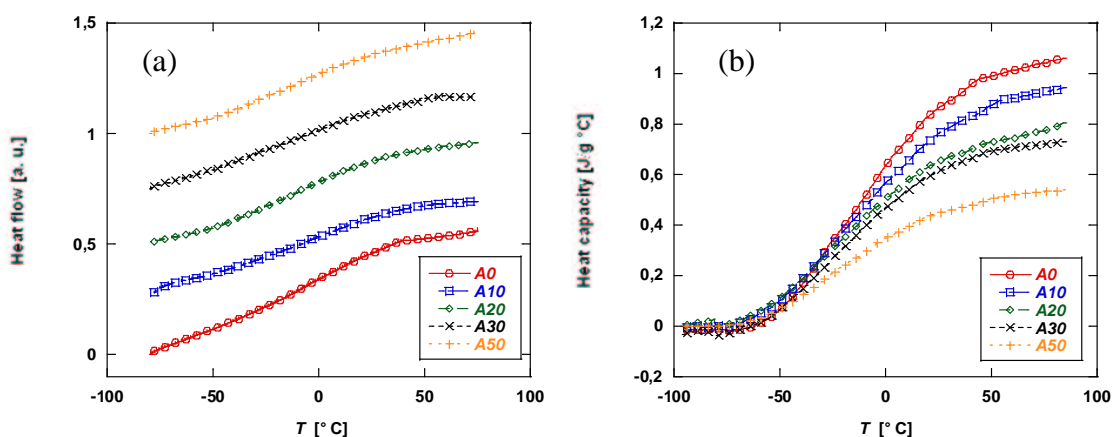 (a)
1,5
1
0,5
0
Heat flow [a. u.]
-100
-50
0
50
100
T [° C]
A0
A10
A20
A30
A50
(b)
1,2
1
0,8
0,6
0,4
0,2
0
-0,2
Heat capacity [J/g °C]
-100
-50
0
50
100
T [° C]
A0
A10
A20
A30
A50